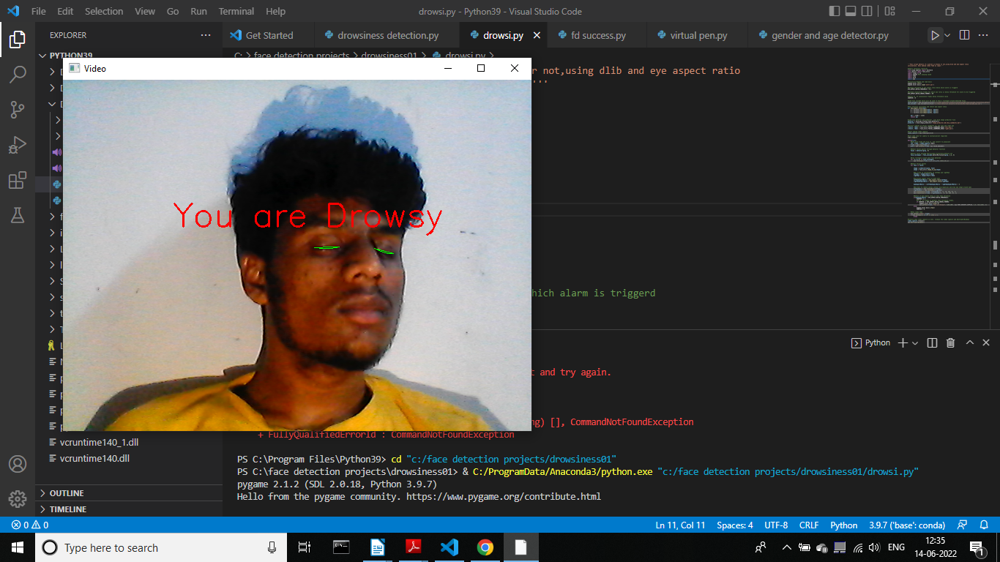 File Edit Selection View Go Run Terminal Help
drowsi.py - Python39 - Visual Studio Code
EXPLORER
Get Started
drowsiness detection.py
drowsi.py
fd success.py
virtual pen.py
gender and age detector.py
PYTHON39
C: > face detection projects > drowsiness01 > drowsi.py >
Video
r not,using dlib and eye aspect ratio
'''
You are Drowsy
hich alarm is triggerd
Python
t and try again.
ng) [], CommandNotFoundException
+ FullyQualifiedErrorId : CommandNotFoundException
vcruntime140_1.dll
vcruntime140.dll
PS C:\Program Files\Python39> cd "c:/face detection projects/drowsiness01"
PS C:\face detection projects\drowsiness01> & C:/ProgramData/Anaconda3/python.exe "c:/face detection projects/drowsiness01/drowsi.py"
pygame 2.1.2 (SDL 2.0.18, Python 3.9.7)
Hello from the pygame community. https://www.pygame.org/contribute.html
OUTLINE
TIMELINE
0 0
Ln 11, Col 11
Spaces: 4
UTF-8
CRLF
Python
3.9.7 ('base': conda)
Type here to search
ENG
12:35
14-06-2022
1